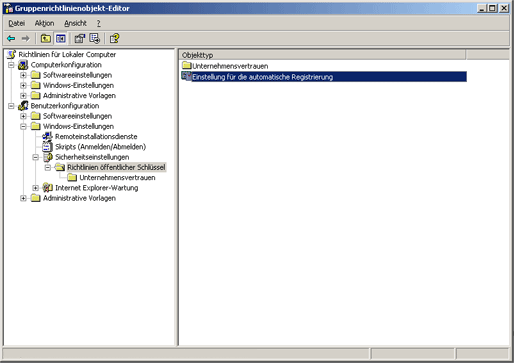 Gruppenrichtlinienobjekt-Editor
Datei Aktion Ansicht ?
Richtlinien für Lokaler Computer
Computerkonfiguration
Softwareeinstellungen
Windows-Einstellungen
Administrative Vorlagen
Benutzerkonfiguration
Softwareeinstellungen
Windows-Einstellungen
Remoteinstallationsdienste
Skripts (Anmelden/Abmelden)
Sicherheitseinstellungen
Richtlinien öffentlicher Schlüssel
Unternehmensvertrauen
Internet Explorer-Wartung
Administrative Vorlagen
Objekttyp
Unternehmensvertrauen
Einstellung für die automatische Registrierung